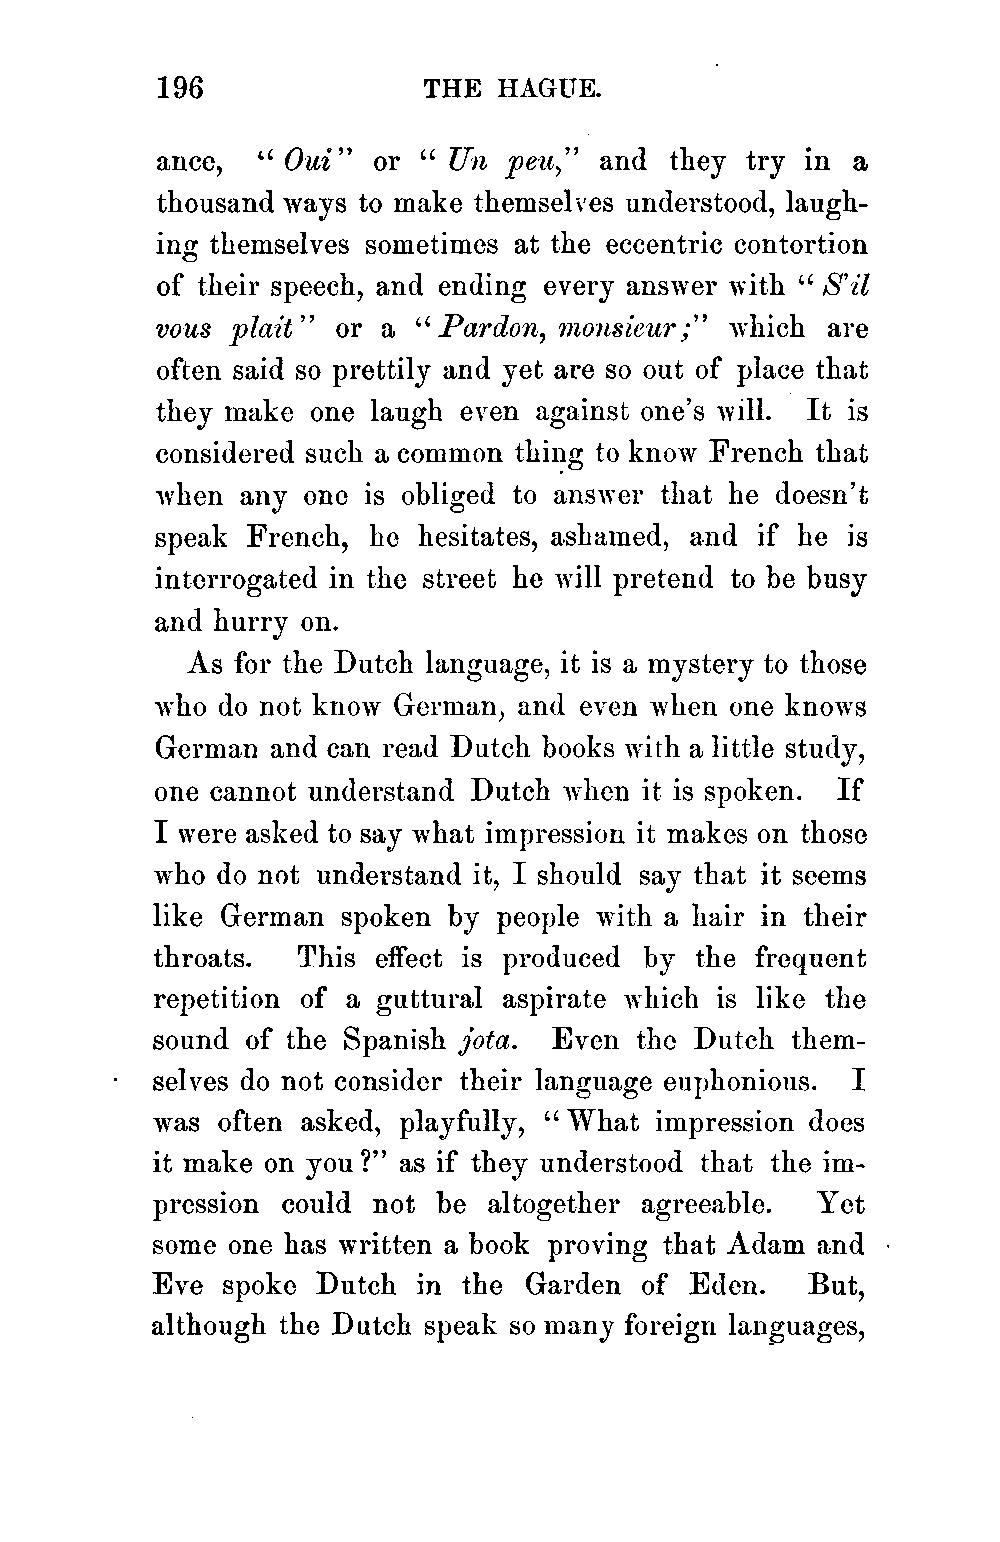 196 THE HAGUE.
ance, “ Oui” or “ Un peu,” and they try in a
thousand ways to make themselves understood, laugh-
ing themselves sometimes at the eccentric contortion
of their speech, and ending every answer with “ S’il
vous plait” or a “ Pardon, monsieur;” which are
often said so prettily and yet are so out of place that
they make one laugh even against one’s will. It is
considered such a common thing to know French that
when any one is obliged to answer that he doesn’t
speak French, he hesitates, ashamed, and if he is
interrogated in the street he will pretend to be busy
and hurry on.
As for the Dutch language, it is a mystery to those
who do not know German, and even when one knows
German and can read Dutch books with a little study,
one cannot understand Dutch when it is spoken. If
I were asked to say what impression it makes on those
who do not understand it, I should say that it seems
like German spoken by people with a hair in their
throats. This effect is produced by the frequent
repetition of a guttural aspirate which is like the
sound of the Spanish jota. Even the Dutch them-
selves do not consider their language euphonious. I
was often asked, playfully, “ What impression does
it make on you ?” as if they understood that the im-
pression could not be altogether agreeable. Yet
some one has written a book proving that Adam and
Eve spoke Dutch in the Garden of Eden. But,
although the Dutch speak so many foreign languages,